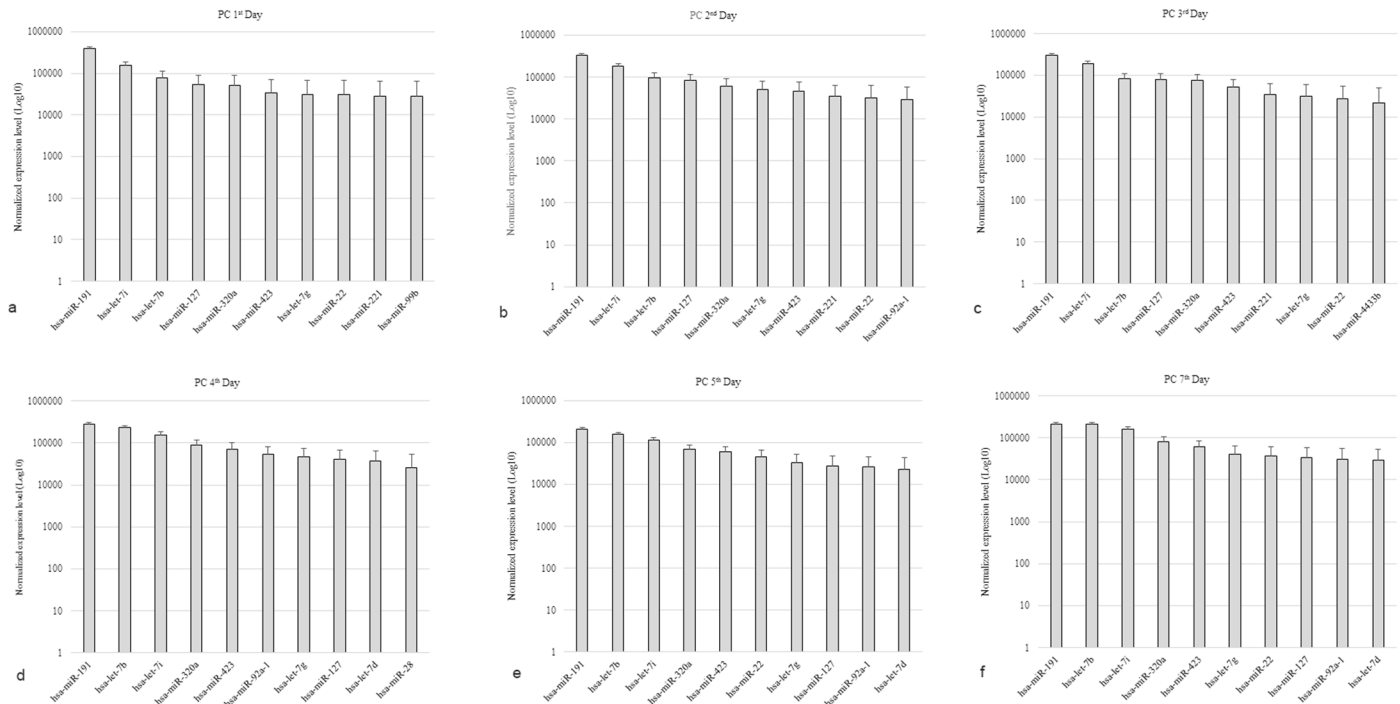 PC 1st Day
Normalized expression level (Log10)
1000000
100000
10000
1000
100
10
1
hsa-miR-191
hsa-let-7i
hsa-let-7b
hsa-miR-127
hsa-miR-320a
hsa-miR-423
hsa-let-7g
hsa-miR-22
hsa-miR-221
hsa-miR-99b
a
PC 2nd Day
Normalized expression level (Log10)
1000000
100000
10000
1000
100
10
1
hsa-miR-191
hsa-let-7i
hsa-let-7b
hsa-miR-127
hsa-miR-320a
hsa-let-7g
hsa-miR-423
hsa-miR-221
hsa-miR-22
hsa-miR-92a-1
b
PC 3rd Day
Normalized expression level (Log10)
1000000
100000
10000
1000
100
10
1
hsa-miR-191
hsa-let-7i
hsa-let-7b
hsa-miR-127
hsa-miR-320a
hsa-miR-423
hsa-miR-221
hsa-let-7g
hsa-miR-22
hsa-miR-4433b
c
PC 4th Day
Normalized expression level (Log10)
1000000
100000
10000
1000
100
10
1
hsa-miR-191
hsa-let-7b
hsa-let-7i
hsa-miR-320a
hsa-miR-423
hsa-miR-92a-1
hsa-let-7g
hsa-miR-127
hsa-let-7d
hsa-miR-28
d
PC 5th Day
Normalized expression level (Log10)
1000000
100000
10000
1000
100
10
1
hsa-miR-191
hsa-let-7b
hsa-let-7i
hsa-miR-320a
hsa-miR-423
hsa-miR-22
hsa-let-7g
hsa-miR-127
hsa-miR-92a-1
hsa-let-7d
e
PC 7th Day
Normalized expression level (Log10)
1000000
100000
10000
1000
100
10
1
hsa-miR-191
hsa-let-7b
hsa-let-7i
hsa-miR-320a
hsa-miR-423
hsa-let-7g
hsa-miR-22
hsa-miR-127
hsa-miR-92a-1
hsa-let-7d
f